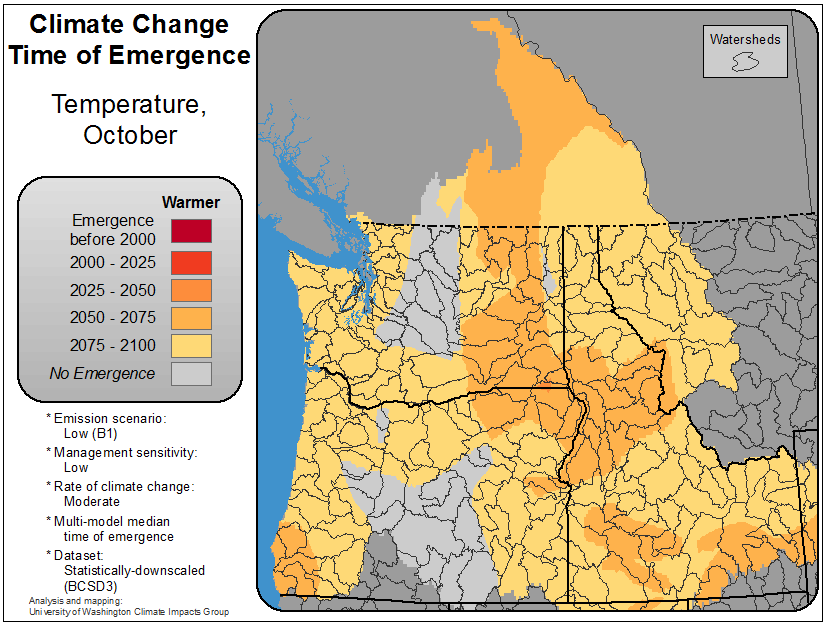 Climate Change
Time of Emergence
Temperature,
October
Warmer
Emergence
before 2000
2000 - 2025
2025 - 2050
2050 - 2075
2075 - 2100
No Emergence
* Emission scenario:
Low (B1)
* Management sensitivity:
Low
* Rate of climate change:
Moderate
* Multi-model median
time of emergence
* Dataset:
Statistically-downscaled
(BCSD3)
Analysis and mapping:
University of Washington Climate Impacts Group
Watersheds